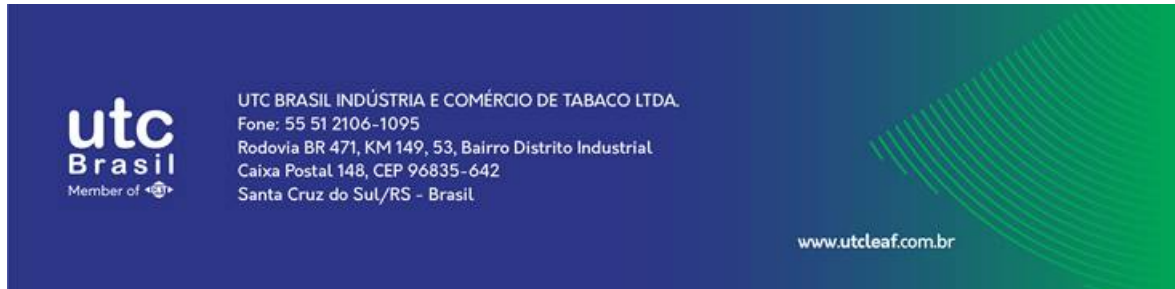 utc
Brasil
Member of
UTC BRASIL INDÚSTRIA E COMÉRCIO DE TABACO LTDA.
Fone: 55 51 2106-1095
Rodovia BR 471, KM 149, 53, Bairro Distrito Industrial
Caixa Postal 148, CEP 96835-642
Santa Cruz do Sul/RS - Brasil
www.utcleaf.com.br